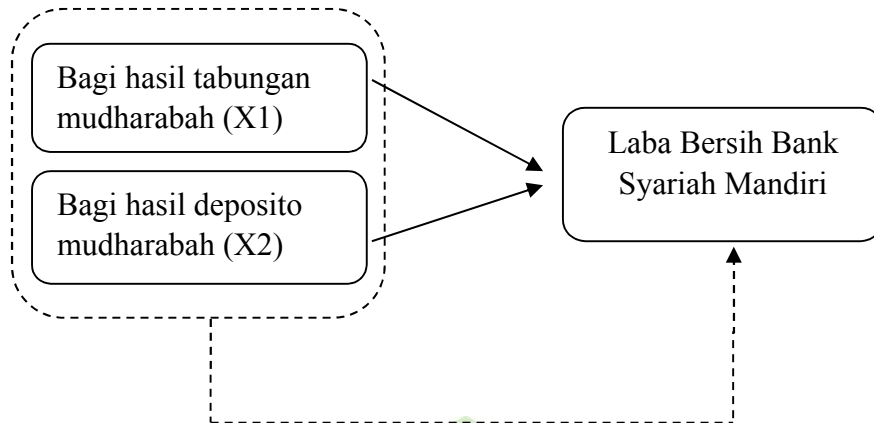 Bagi hasil tabungan
mudharabah (X1)
Bagi hasil deposito
mudharabah (X2)
Laba Bersih Bank
Syariah Mandiri